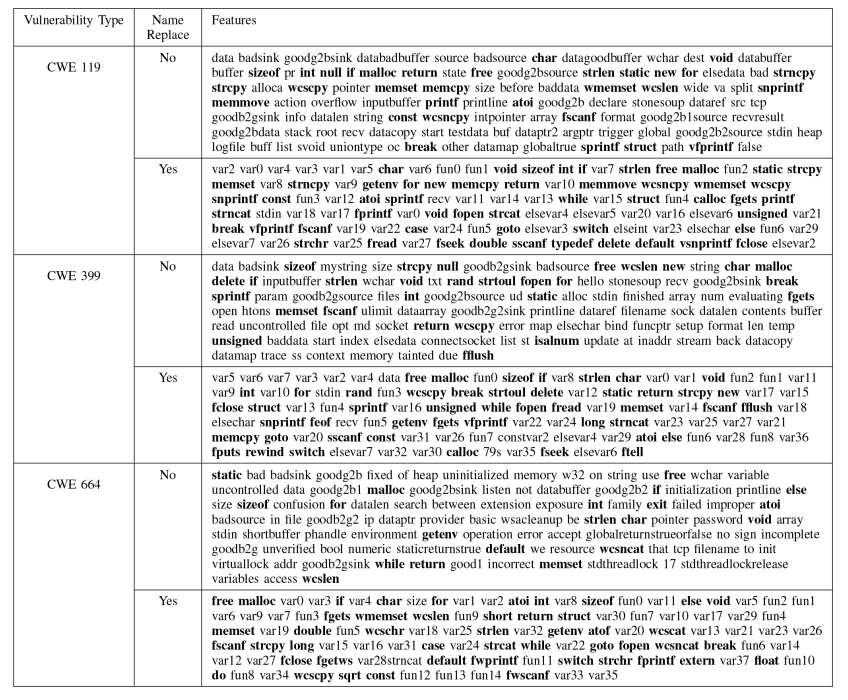 Vulnerability Type Name Features
Replace
CWE 119 No data badsink goodg2bsink databadbuffer source badsource char datagoodbuffer wchar dest void databuffer
buffer sizeof pr int null if malloc return state free goodg2bsource strlen static new for elsedata bad strncpy
strcpy alloca wcscpy pointer memset memcpy size before baddata wmemset wcslen wide va split snprintf
memmove action overflow inputbuffer printf printline atoi goodg2b declare stonesoup dataref src tcp
goodb2gsink info datalen string const wcsncpy intpointer array fscanf format goodg2b1source recvresult
goodg2bdata stack root recv datacopy start testdata buf dataptr2 argptr trigger global goodg2b2source stdin heap
logfile buff list svoid uniontype oc break other datamap globaltrue sprintf struct path vfprintf false
Yes var2 var0 var4 var3 var1 var5 char var6 fun0 fun1 void sizeof int if var7 strlen free malloc fun2 static strcpy
memset var8 strncpy var9 getenv for new memcpy return var10 memmove wcsncpy wmemset wcscpy
snprintf const fun3 var12 atoi sprintf recv var11 var14 var13 while var15 struct fun4 calloc fgets printf
strncat stdin var18 var17 fprintf var0 void fopen strcat elsevar4 elsevar5 var20 var16 elsevar6 unsigned var21
break vfprintf fscanf var19 var22 case var24 fun5 goto elsevar3 switch elseint var23 elsechar else fun6 var29
elsevar7 var26 strchr var25 fread var27 fseek double sscanf typedef delete default vsnprintf fclose elsevar2
CWE 399 No data badsink sizeof mystring size strcpy null goodb2gsink badsource free wcslen new string char malloc
delete if inputbuffer strlen wchar void txt rand strtoul fopen for hello stonesoup recv goodg2bsink break
sprintf param goodb2gsource files int goodg2bsource ud static alloc stdin finished array num evaluating fgets
open htons memset fscanf ulimit dataarray goodb2g2sink printline dataref filename sock datalen contents buffer
read uncontrolled file opt md socket return wcscpy error map elsechar bind funcptr setup format len temp
unsigned baddata start index elsedata connectsocket list st isalnum update at inaddr stream back datacopy
datamap trace ss context memory tainted due fflush
Yes var5 var6 var7 var3 var2 var4 data free malloc fun0 sizeof if var8 strlen char var0 var1 void fun2 fun1 var11
var9 int var10 for stdin rand fun3 wcscpy break strtoul delete var12 static return strcpy new var17 var15
fclose struct var13 fun4 sprintf var16 unsigned while fopen fread var19 memset var14 fscanf fflush var18
elsechar snprintf feof recv fun5 getenv fgets vfprintf var22 var24 long strncat var23 var25 var27 var21
memcpy goto var20 sscanf const var31 var26 fun7 constvar2 elsevar4 var29 atoi else fun6 var28 fun8 var36
fputs rewind switch elsevar7 var32 var30 calloc 79s var35 fseek elsevar6 ftell
CWE 664 No static bad badsink goodg2b fixed of heap uninitialized memory w32 on string use free wchar variable
uncontrolled data goodg2b1 malloc goodg2bsink listen not databuffer goodg2b2 if initialization printline else
size sizeof confusion for datalen search between extension exposure int family exit failed improper atoi
badsource in file goodb2g2 ip dataptr provider basic wsacleanup be strlen char pointer password void array
stdin shortbuffer phandle environment getenv operation error accept globalreturnstrueorfalse no sign incomplete
goodb2g unverified bool numeric staticreturnstrue default we resource wcsncat that tcp filename to init
virtuallock addr goodb2gsink while return good1 incorrect memset stdthreadlock 17 stdthreadlockrelease
variables access wcslen
Yes free malloc var0 var3 if var4 char size for var1 var2 atoi int var8 sizeof fun0 var11 else void var5 fun2 fun1
var6 var9 var7 fun3 fgets wmemset wcslen fun9 short return struct var30 fun7 var10 var17 var29 fun4
memset var19 double fun5 wcschr var18 var25 strlen var32 getenv atof var20 wcscat var13 var21 var23 var26
fscanf strcpy long var15 var16 var31 case var24 strcat while var22 goto fopen wcsncat break fun6 var14
var12 var27 fclose fgetws var28strncat default fwprintf fun11 switch strchr fprintf extern var37 float fun10
do fun8 var34 wcscpy sqrt const fun12 fun13 fun14 fwscanf var33 var35